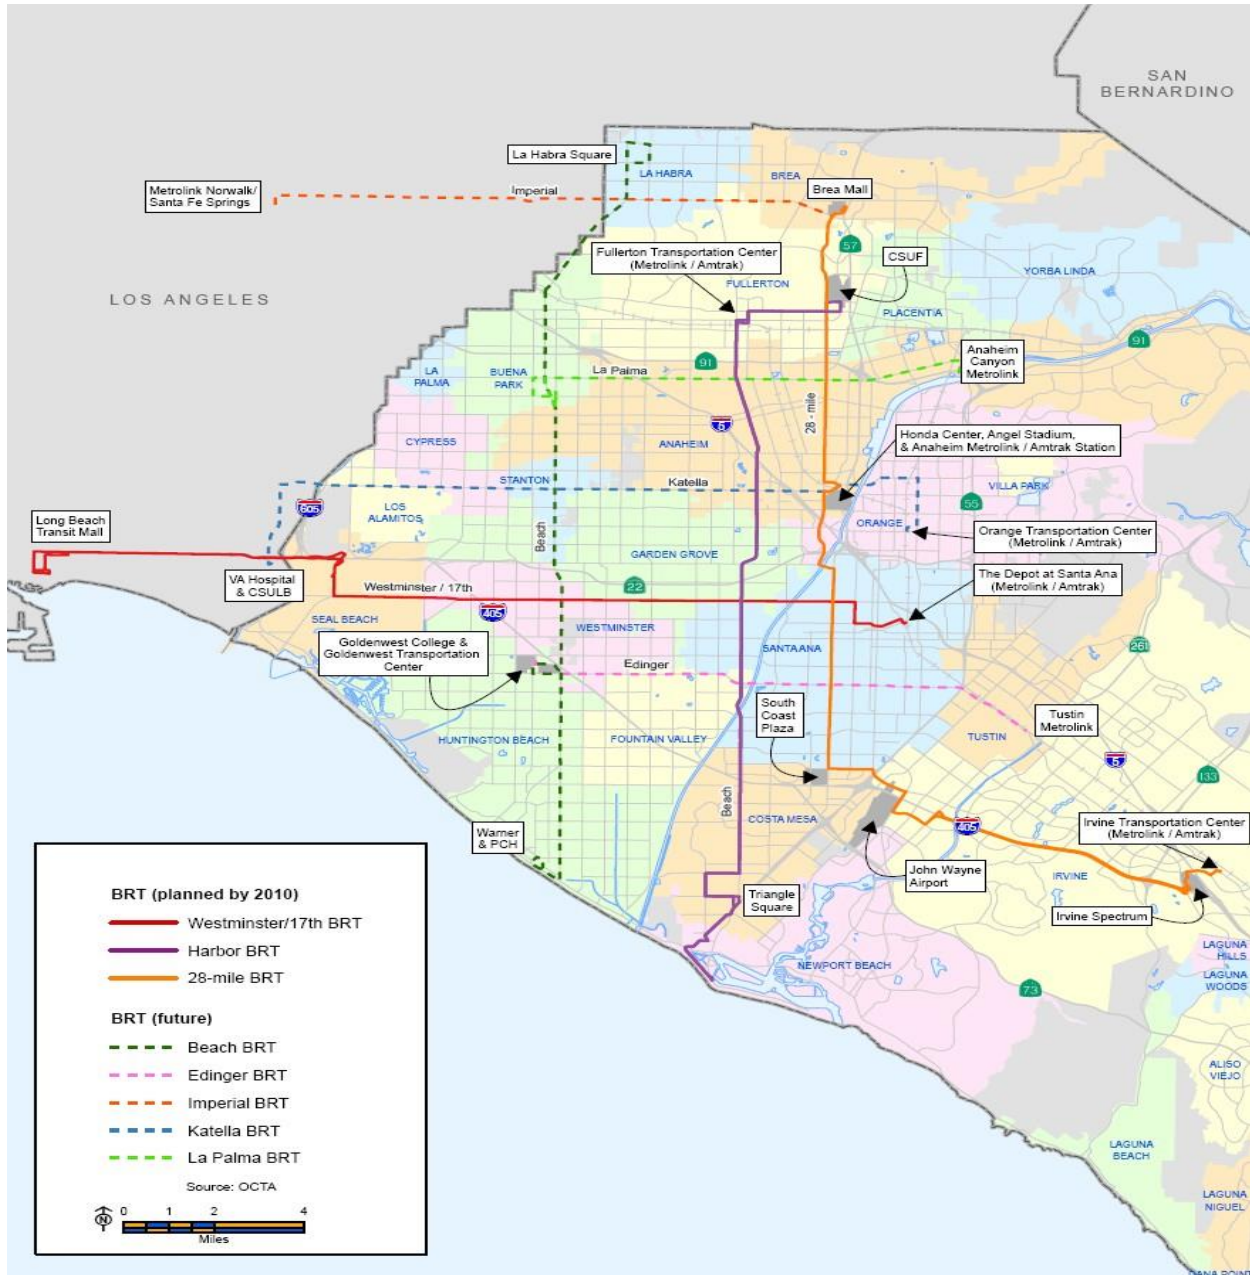 SAN
BERNARDINO
La Habra Square
LA HABRA
BREA
Metrolink Norwalk/
Santa Fe Springs
Imperial
Brea Mall
57
Fullerton Transportation Center
(Metrolink / Amtrak)
CSUF
FULLERTON
YORBA LINDA
LOS ANGELES
PLACENTIA
91
Anaheim
Canyon
Metrolink
91
LA
PALMA
BUENA
PARK
La Palma
28 - mile
5
CYPRESS
ANAHEIM
Honda Center, Angel Stadium,
& Anaheim Metrolink / Amtrak Station
STANTON
Katella
VILLA PARK
55
605
LOS
ALAMITOS
ORANGE
Long Beach
Transit Mall
Beach
Orange Transportation Center
(Metrolink / Amtrak)
GARDEN GROVE
VA Hospital
& CSULB
Westminster / 17th
22
The Depot at Santa Ana
(Metrolink / Amtrak)
SEAL BEACH
405
WESTMINSTER
Goldenwest College &
Goldenwest Transportation
Center
SANTA ANA
261
Edinger
South
Coast
Plaza
Tustin
Metrolink
HUNTINGTON BEACH
FOUNTAIN VALLEY
TUSTIN
5
133
Beach
COSTA MESA
Warner
& PCH
405
Irvine Transportation Center
(Metrolink / Amtrak)
John Wayne
Airport
IRVINE
Triangle
Square
Irvine Spectrum
LAGUNA
HILLS
NEWPORT BEACH
LAGUNA
WOODS
73
ALISO
VIEJO
LAGUNA
BEACH
LAGUNA
NIGUEL
DANA POINT
BRT (planned by 2010)
Westminster/17th BRT
Harbor BRT
28-mile BRT
BRT (future)
Beach BRT
Edinger BRT
Imperial BRT
Katella BRT
La Palma BRT
Source: OCTA
N
0 1 2 4
Miles